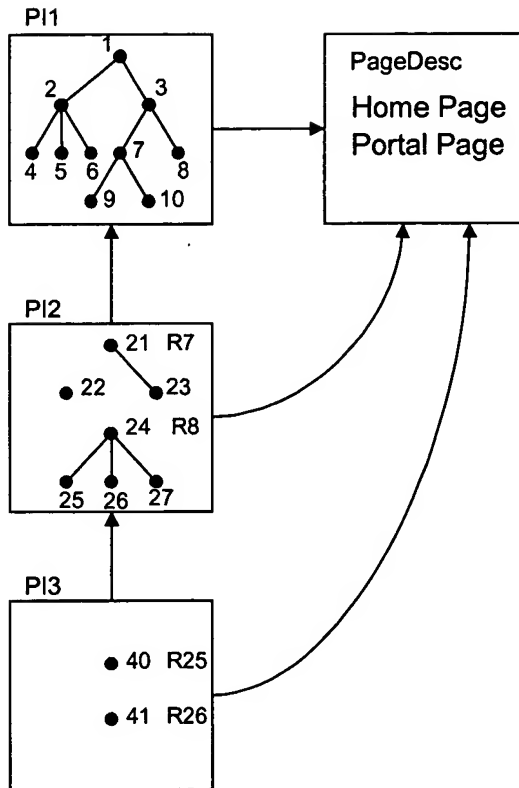 PI1
1
2 3
4 5 6 7 8
9 10
PageDesc
Home Page
Portal Page
PI2
21 R7
22 23
24 R8
25 26 27
PI3
40 R25
41 R26